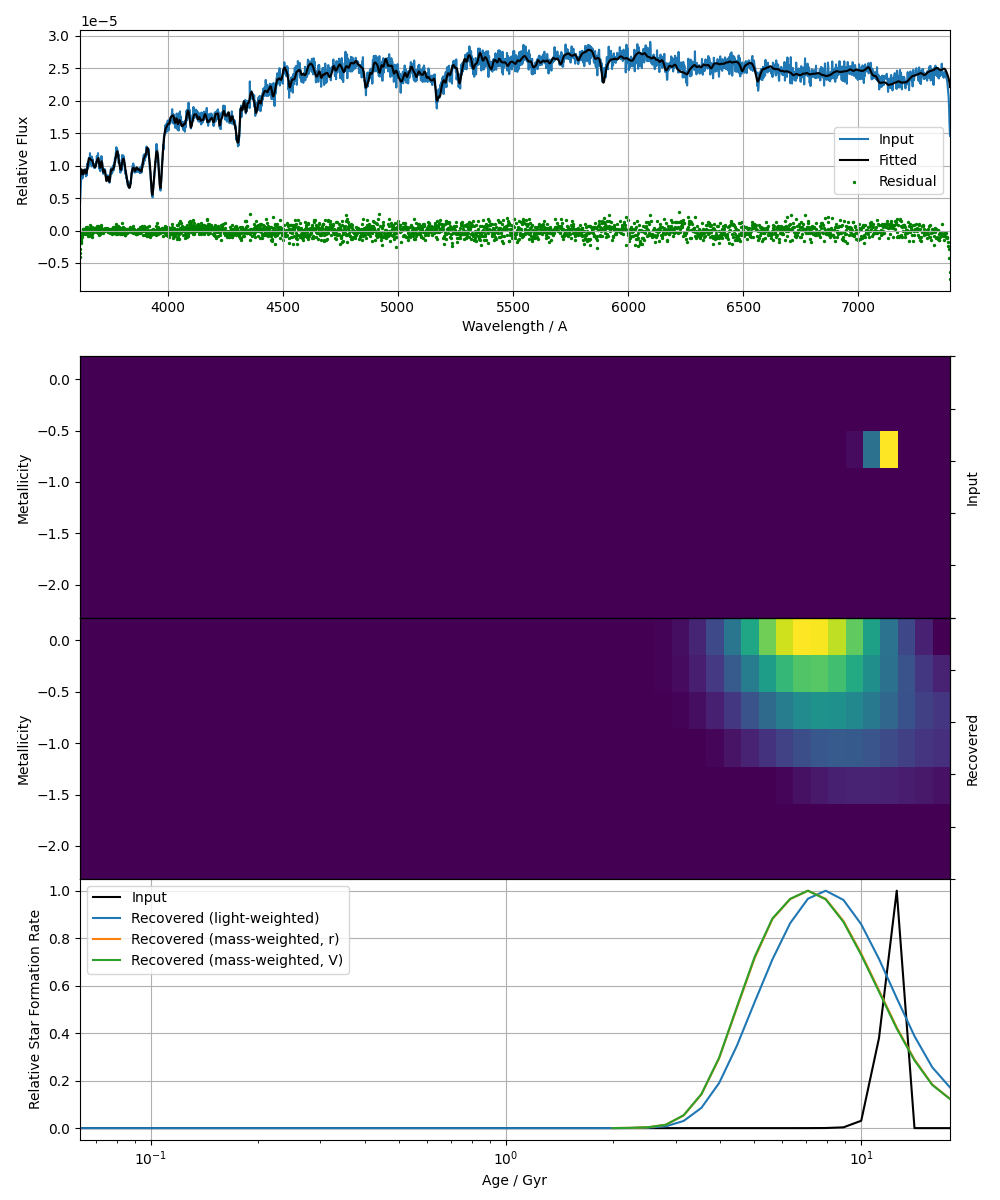 1e−5
3.0
2.5
2.0
1.5
1.0
0.5
0.0
−0.5
Relative Flux
Input
Fitted
Residual
4000
4500
5000
5500
6000
6500
7000
Wavelength / A
0.0
−0.5
−1.0
−1.5
−2.0
Metallicity
Input
0.0
−0.5
−1.0
−1.5
−2.0
Metallicity
Recovered
1.0
0.8
0.6
0.4
0.2
0.0
Relative Star Formation Rate
Input
Recovered (light-weighted)
Recovered (mass-weighted, r)
Recovered (mass-weighted, V)
10⁻¹
10⁰
10¹
Age / Gyr